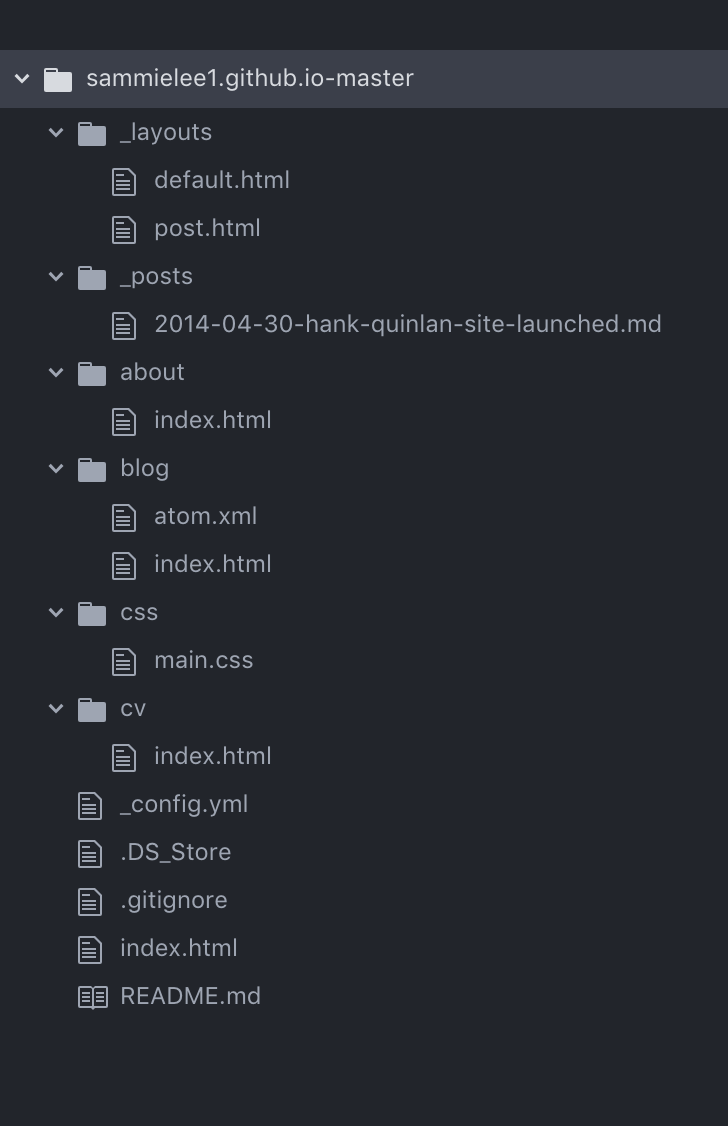 sammielee1.github.io-master
_layouts
default.html
post.html
_posts
2014-04-30-hank-quinlan-site-launched.md
about
index.html
blog
atom.xml
index.html
css
main.css
cv
index.html
_config.yml
.DS_Store
.gitignore
index.html
README.md